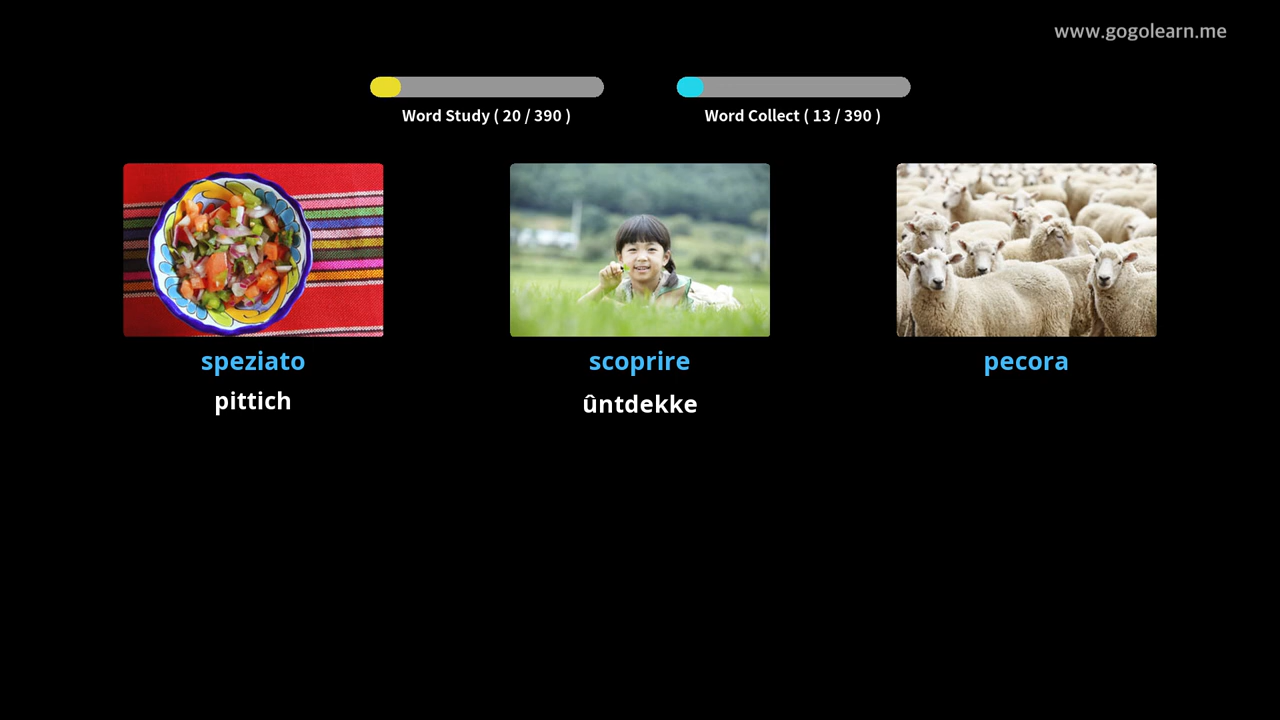 www.gogolearn.me
Word Study ( 20 / 390 )
Word Collect ( 13 / 390 )
speziato
scoprire
pecora
pittich
ûntdekke